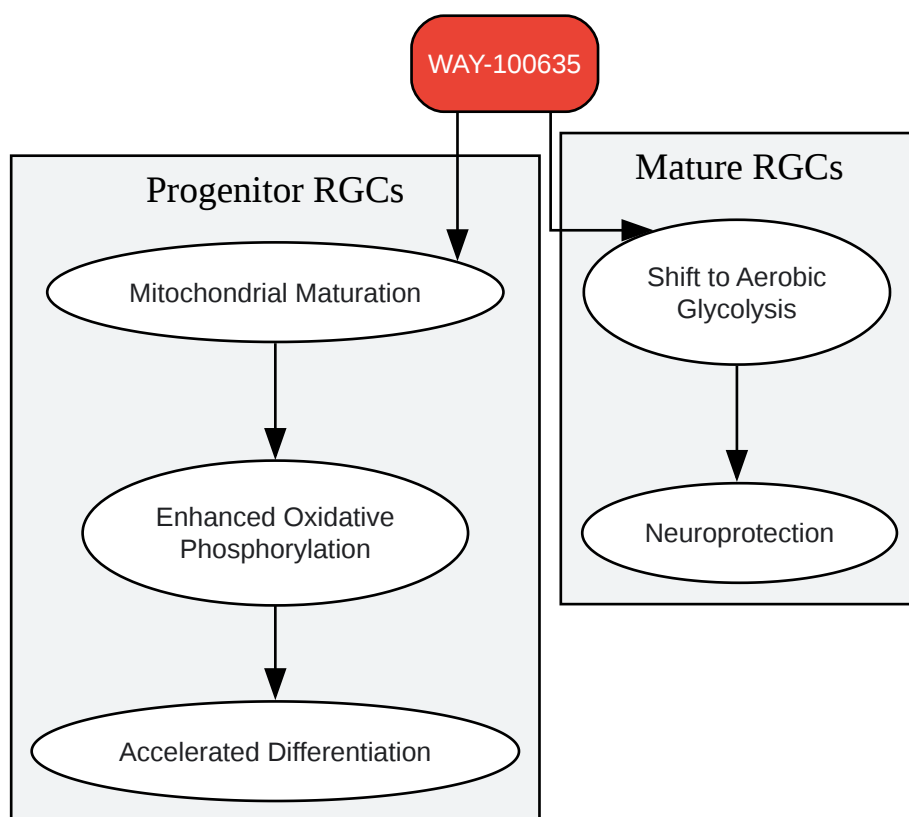 WAY-100635
Progenitor RGCs
Mitochondrial Maturation
Enhanced Oxidative
Phosphorylation
Accelerated Differentiation
Mature RGCs
Shift to Aerobic
Glycolysis
Neuroprotection